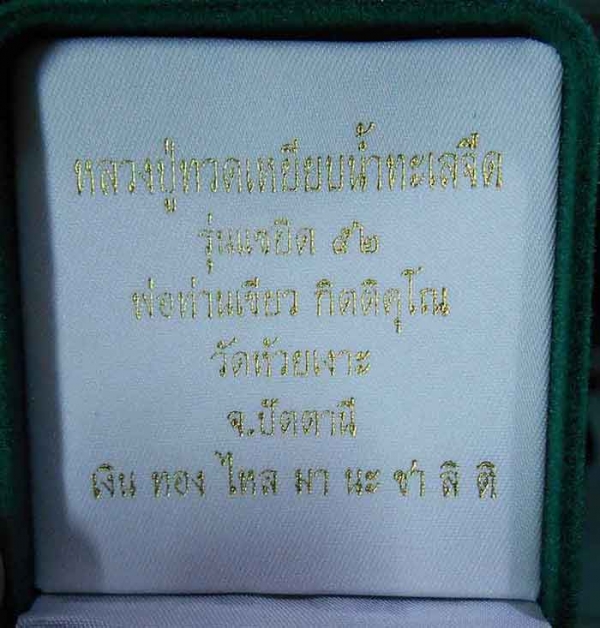 หลวงปู่ทวดเหยียบน้ำทะเลจืด
รุ่นแซยิด ๕๒
พ่อท่านเขียว กิตติคุโณ
วัดห้วยเงาะ
จ.ปัตตานี
เงิน ทอง ไหล มา นะ ชา ลิ ติ